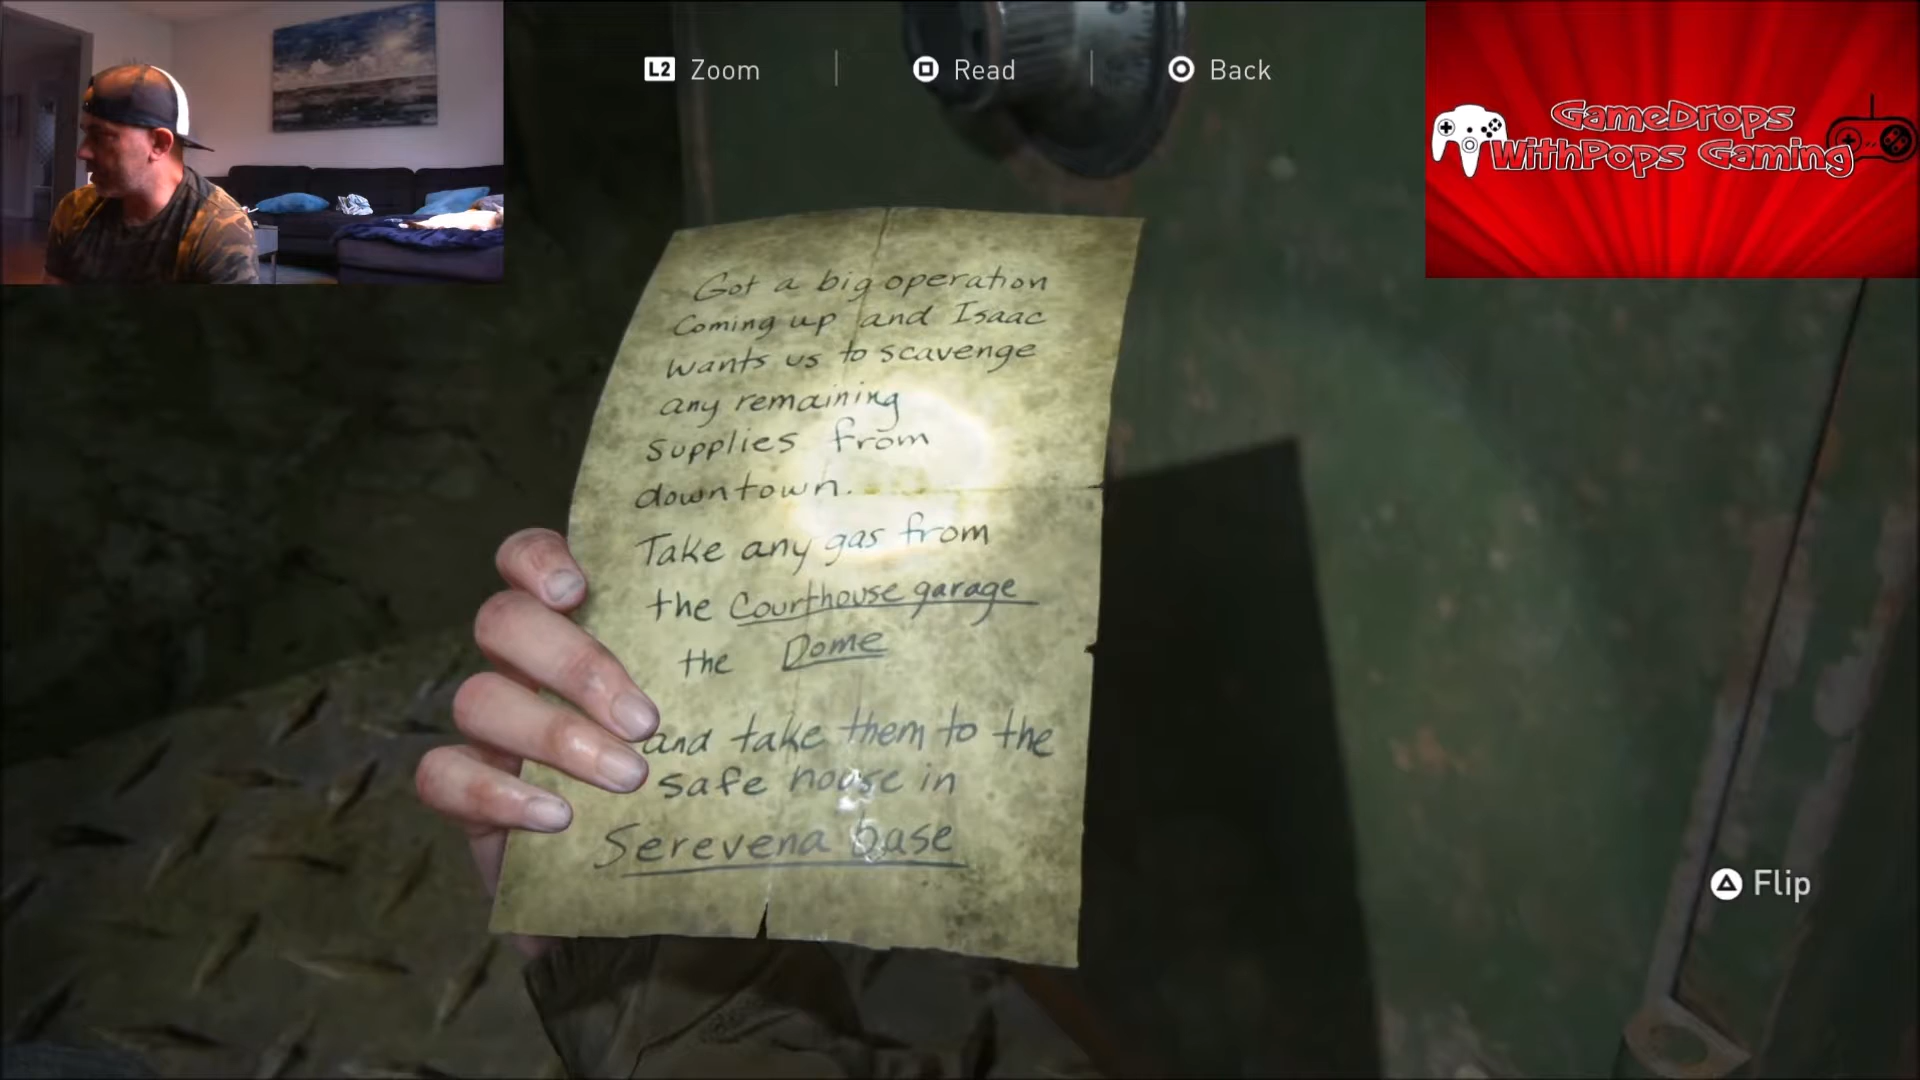 L2 Zoom
Read
Back
GameDrops
WithPops Gaming
Got a big operation
Coming up and Isaac
wants us to scavenge
any remaining
supplies from
downtown.
Take any gas from
the Courthouse garage
the Dome
and take them to the
safe house in
Serevena base
Flip